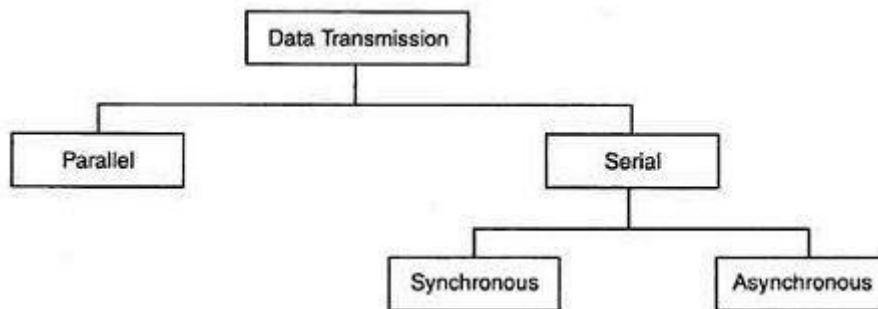 Data Transmission
Parallel
Serial
Synchronous
Asynchronous